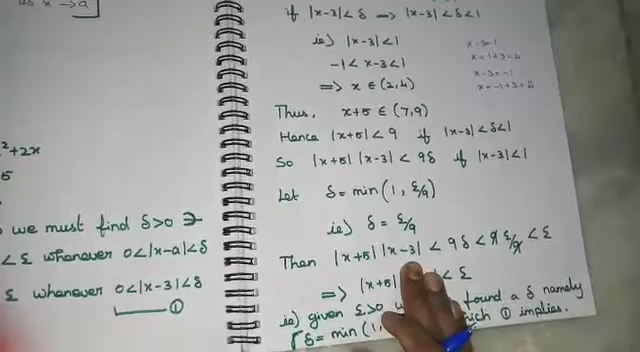 as x → a
x² + 2x
5
we must find δ>0 ∋
< ε whenever 0<|x-a|<δ
ε whenever 0<|x-3|<δ
①
if |x-3|< δ ⟹ |x-3| < δ<1
ie) |x-3| <1
-1 < x-3 <1
⟹ x ∈ (2,4)
x-3=1
x=1+3=4
x-3=-1
x=-1+3=2
Thus, x+5 ∈ (7,9)
Hence |x+5| < 9 if |x-3|< δ<1
So |x+5| |x-3| < 9δ if |x-3|<1
Let δ = min (1, ε/9)
ie) δ = ε/9
Then |x+5| |x-3| < 9δ < 9 ε/9 < ε
⟹ |x+5| < ε
ie) given ε>0 found a δ namely
δ = min (1, which ① implies.